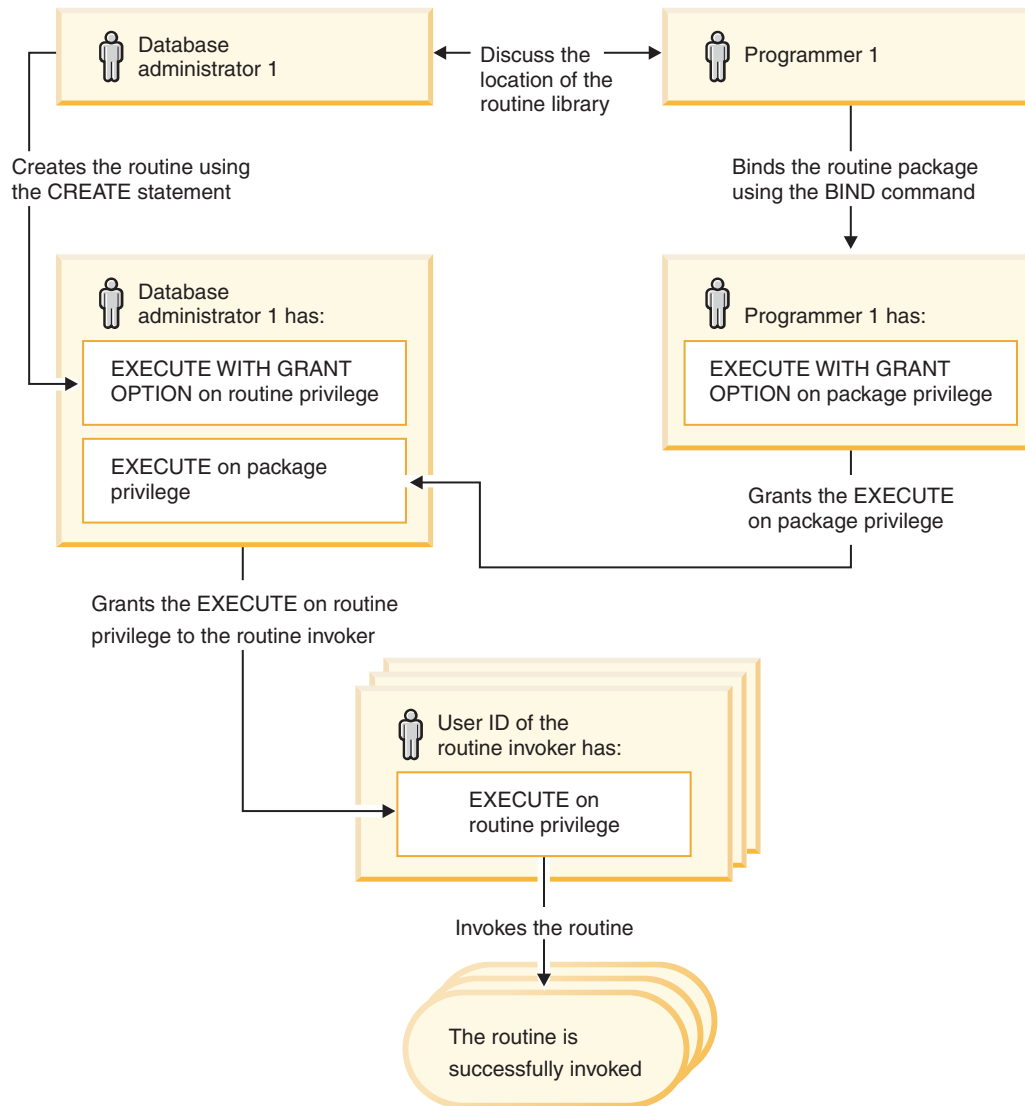 Database
administrator 1
Discuss the
location of the
routine library
Programmer 1
Creates the routine using
the CREATE statement
Binds the routine package
using the BIND command
Database
administrator 1 has:
EXECUTE WITH GRANT
OPTION on routine privilege
EXECUTE on package
privilege
Programmer 1 has:
EXECUTE WITH GRANT
OPTION on package privilege
Grants the EXECUTE
on package privilege
Grants the EXECUTE on routine
privilege to the routine invoker
User ID of the
routine invoker has:
EXECUTE on
routine privilege
Invokes the routine
The routine is
successfully invoked